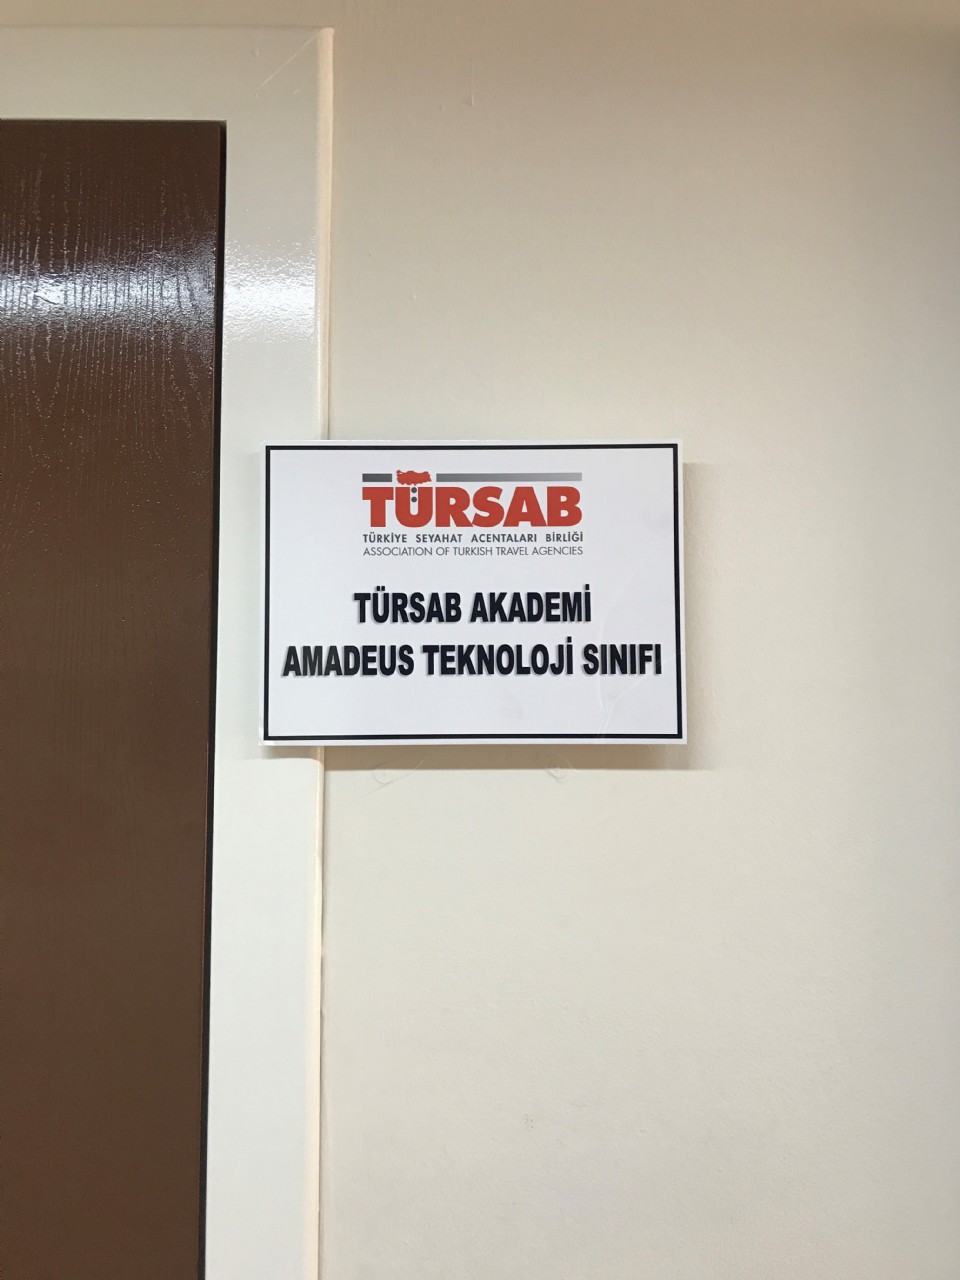 TÜRSAB
TÜRKİYE SEYAHAT ACENTALARI BİRLİĞİ
ASSOCIATION OF TURKISH TRAVEL AGENCIES
TÜRSAB AKADEMİ
AMADEUS TEKNOLOJİ SINIFI